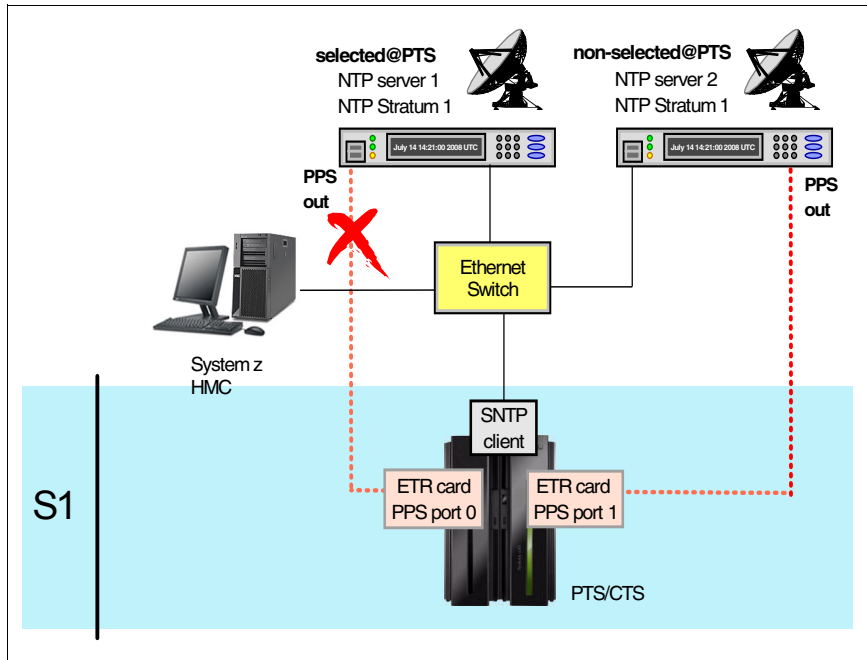 selected@PTS
NTP server 1
NTP Stratum 1
non-selected@PTS
NTP server 2
NTP Stratum 1
July 14 14:21:00 2008 UTC
July 14 14:21:00 2008 UTC
PPS
out
PPS
out
Ethernet
Switch
System z
HMC
SNTP
client
S1
ETR card
PPS port 0
ETR card
PPS port 1
PTS/CTS